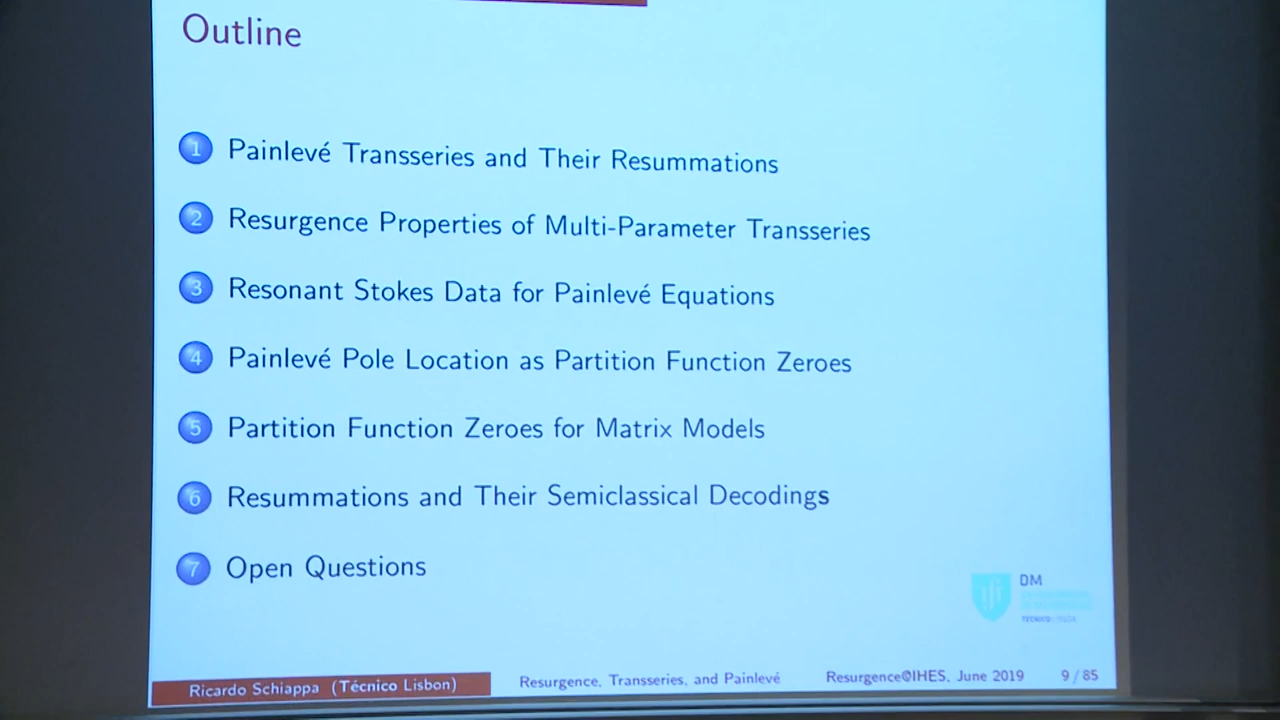 Outline
1 Painlevé Transseries and Their Resummations
2 Resurgence Properties of Multi-Parameter Transseries
3 Resonant Stokes Data for Painlevé Equations
4 Painlevé Pole Location as Partition Function Zeroes
5 Partition Function Zeroes for Matrix Models
6 Resummations and Their Semiclassical Decodings
7 Open Questions
DM
TÉCNICO
Ricardo Schiappa (Técnico Lisbon) Resurgence, Transseries, and Painlevé Resurgence@IHES, June 2019 9 / 85